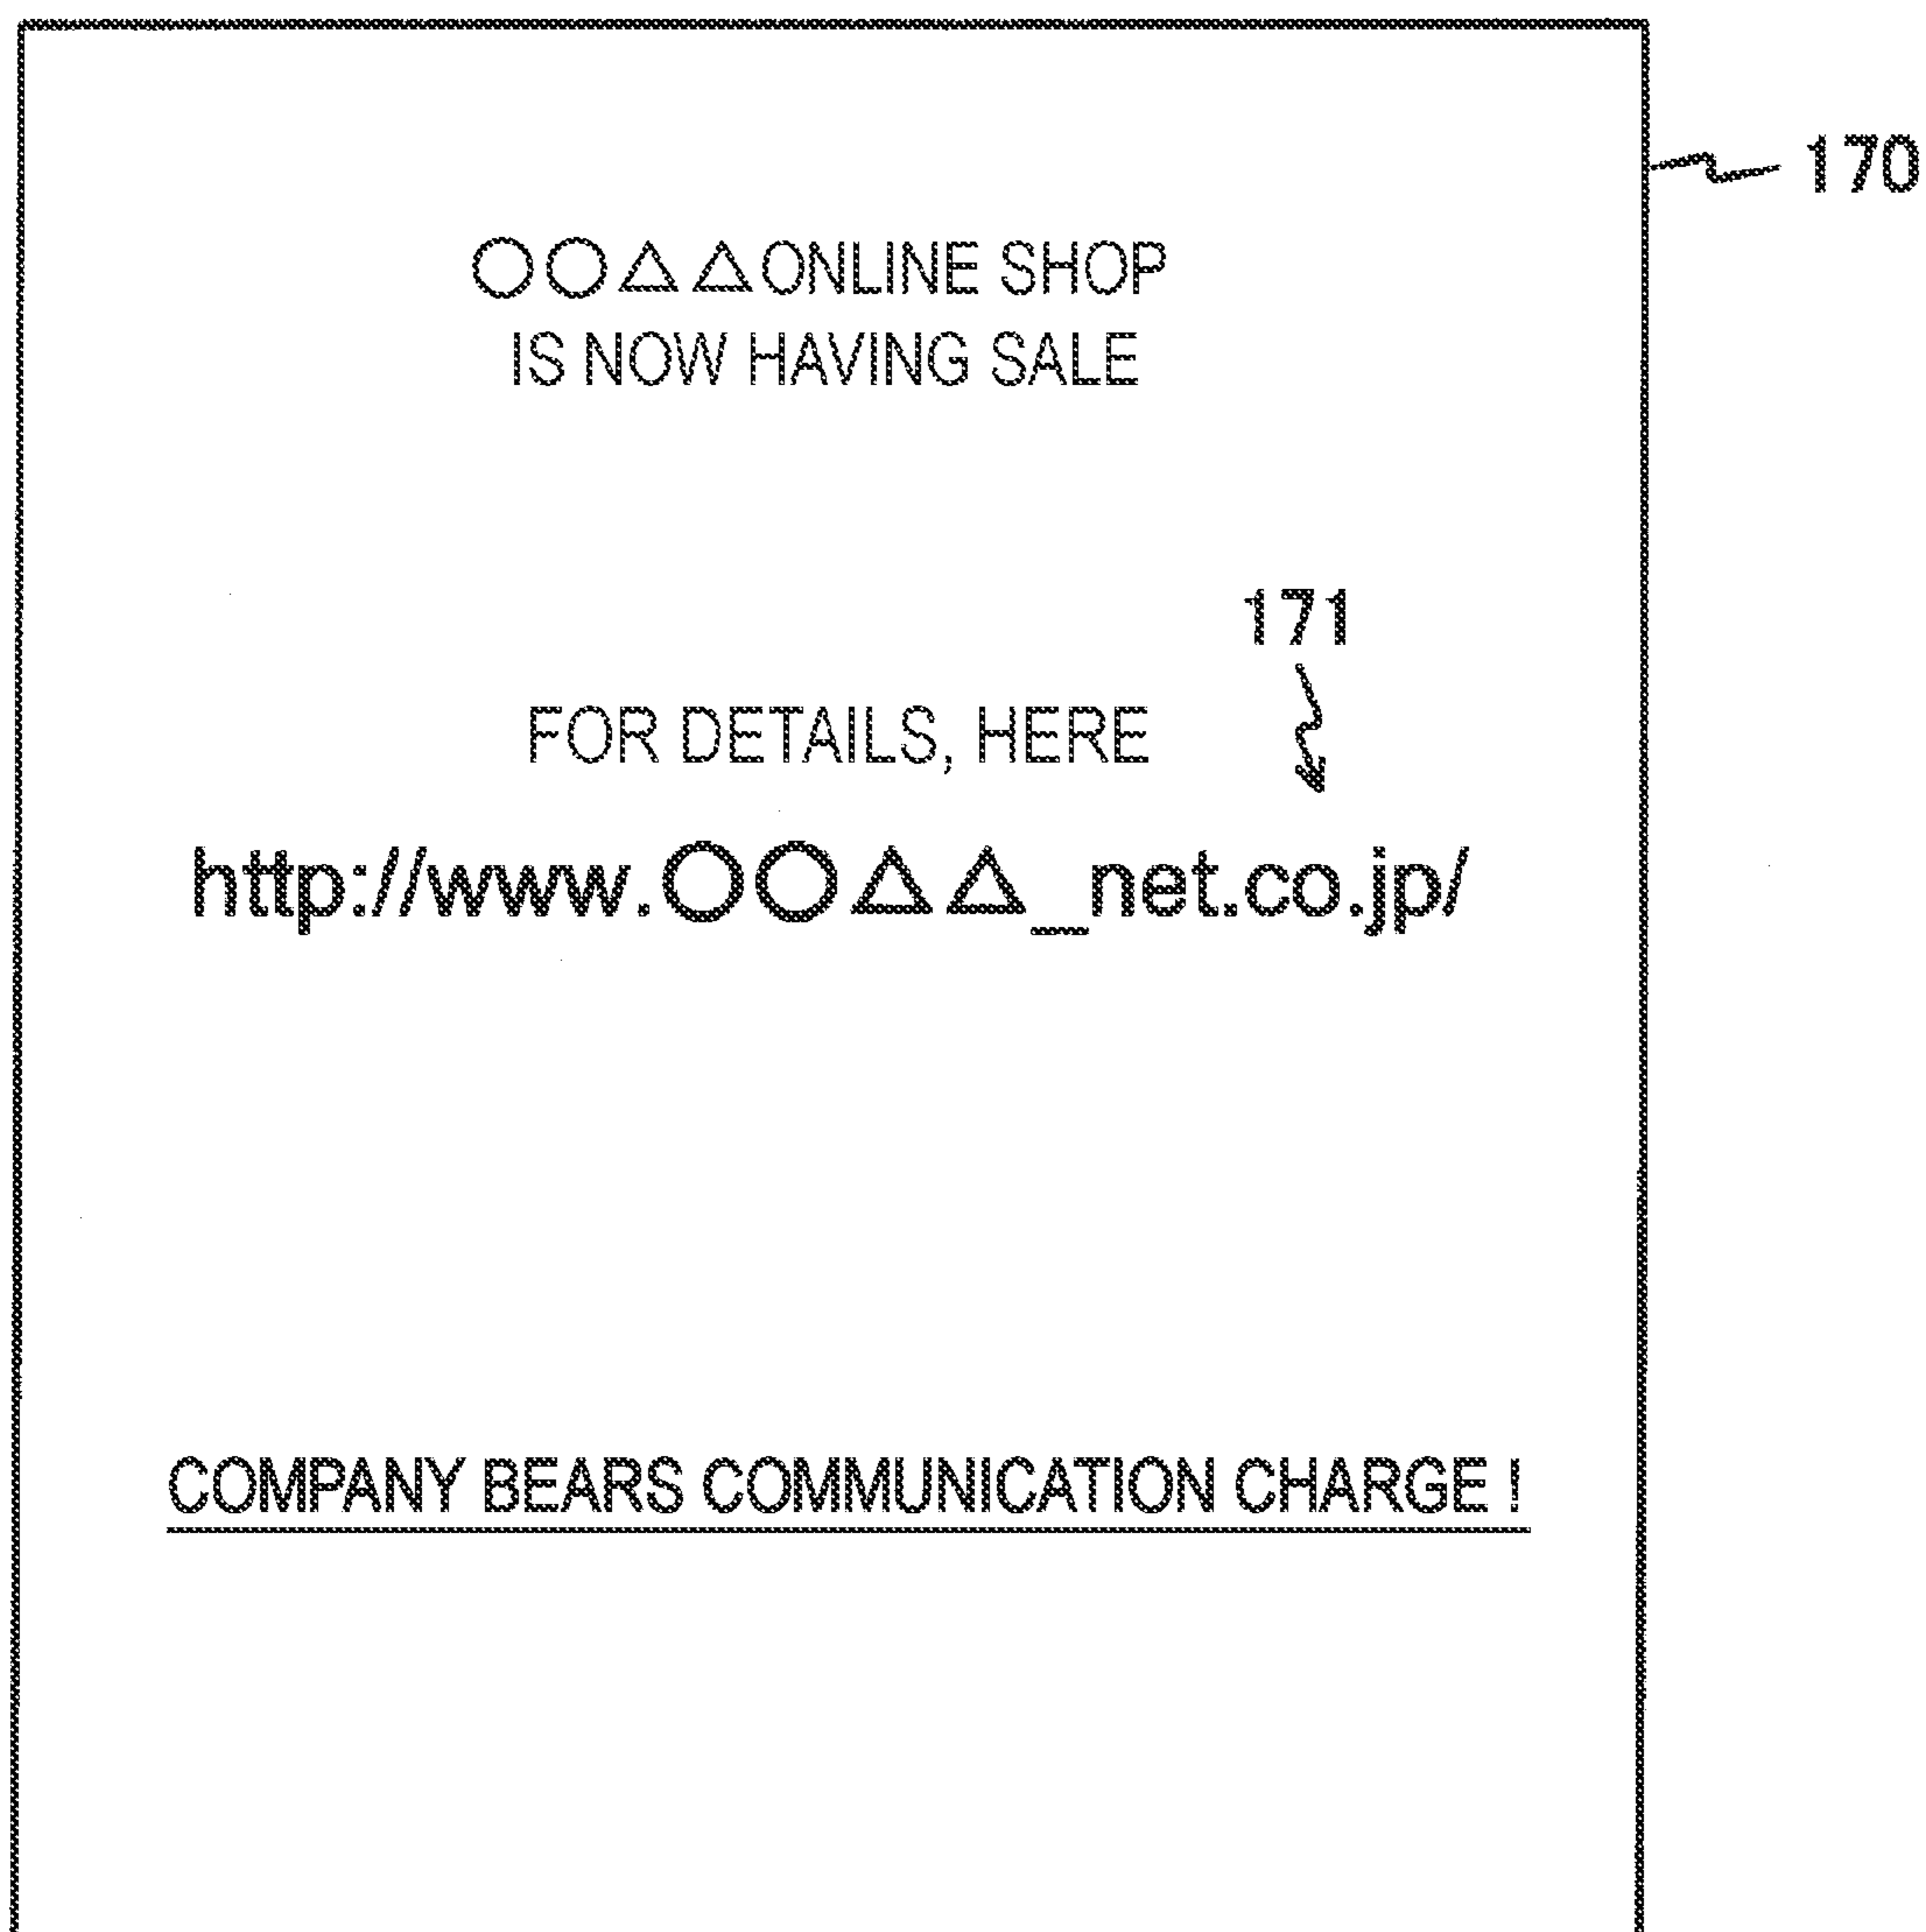 170
○○△△ONLINE SHOP
IS NOW HAVING SALE
171
FOR DETAILS, HERE
http://www.○○△△_net.co.jp/
COMPANY BEARS COMMUNICATION CHARGE !